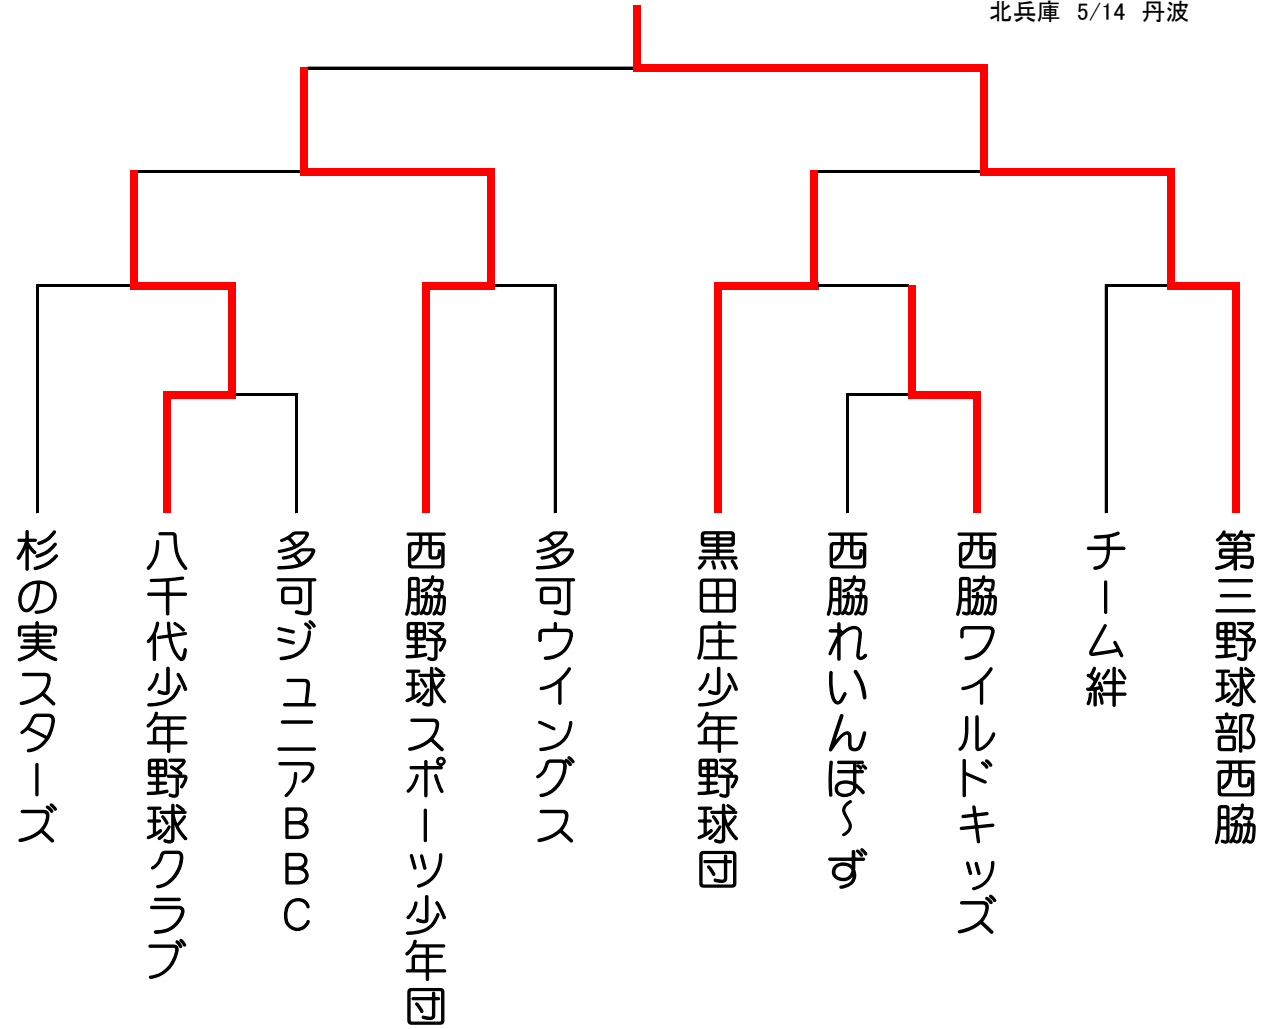 北兵庫 5/14 丹波
杉の実スターズ
八千代少年野球クラブ
多可ジュニアＢＢＣ
西脇野球スポーツ少年団
多可ウイングス
黒田庄少年野球団
西脇れいんぼ～ず
西脇ワイルドキッズ
チーム絆
第三野球部西脇